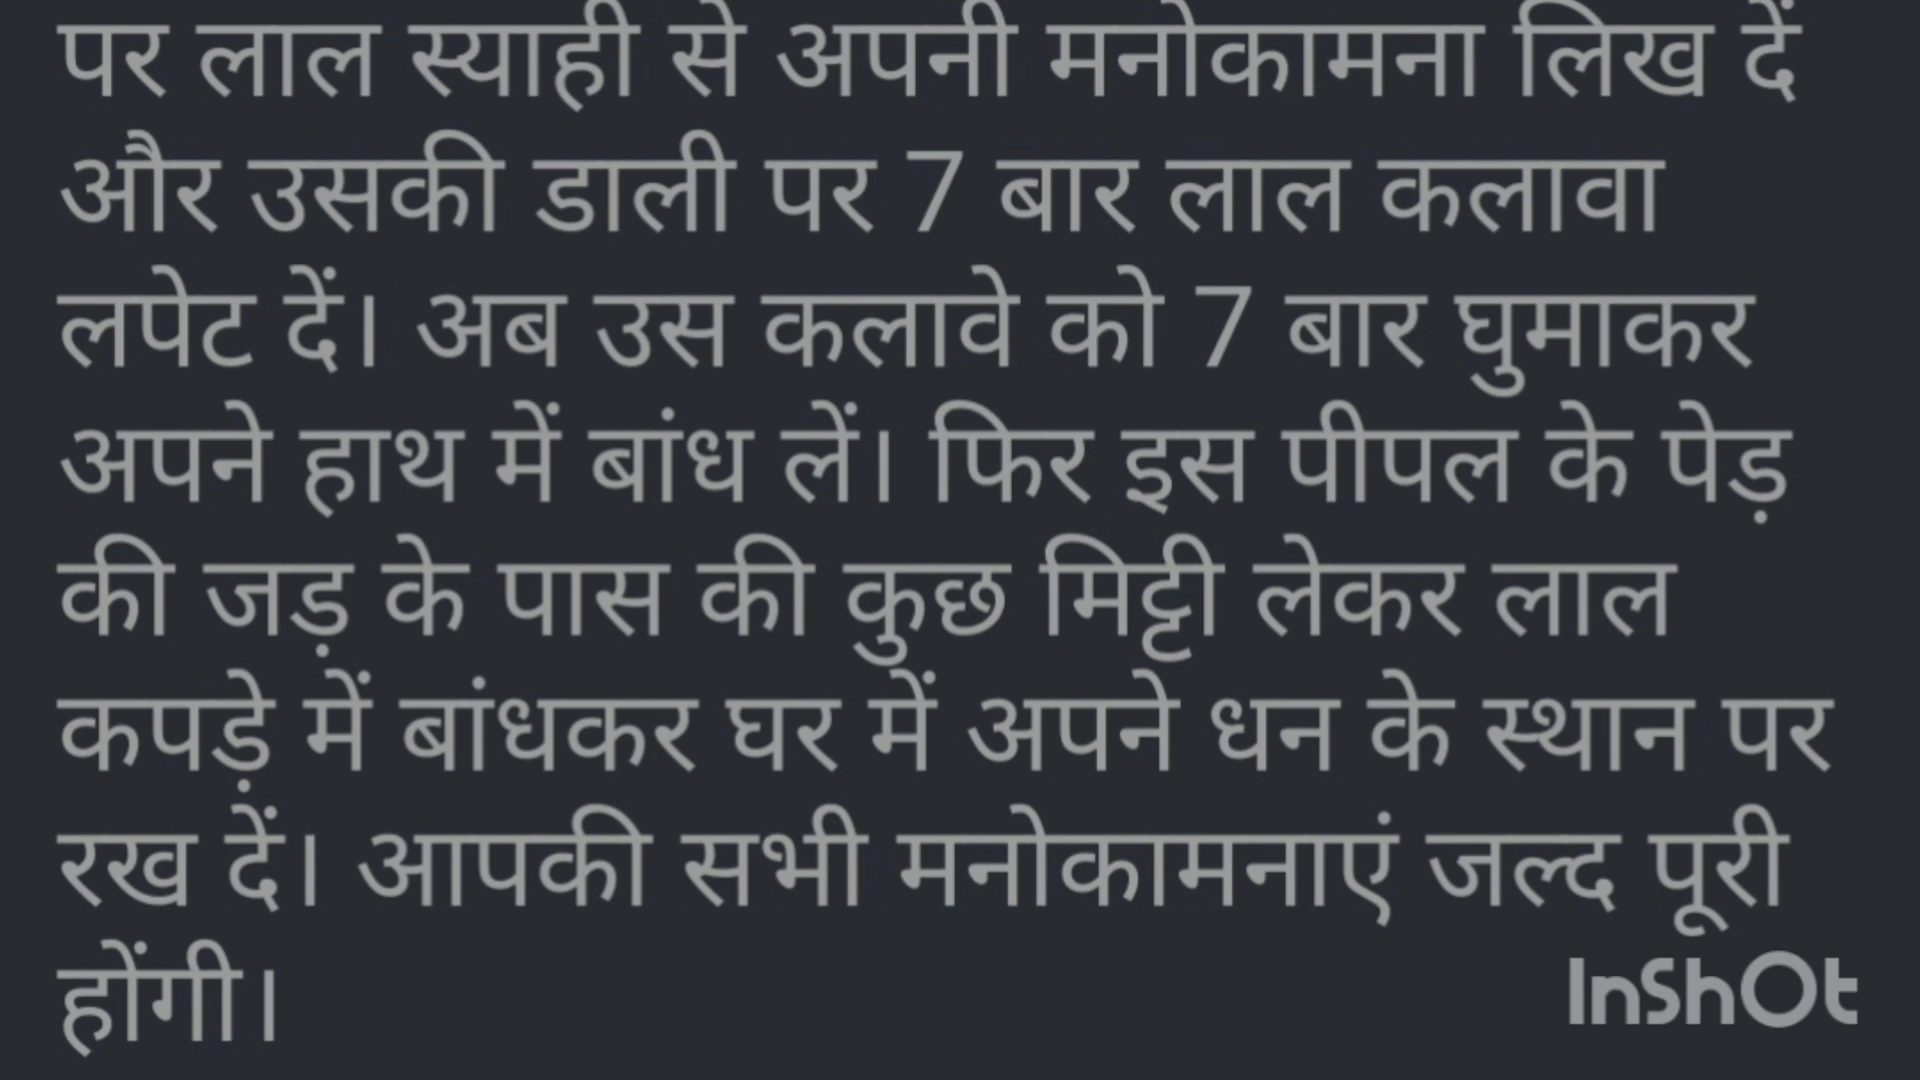 पर लाल स्याही से अपनी मनोकामना लिख दें
और उसकी डाली पर 7 बार लाल कलावा
लपेट दें। अब उस कलावे को 7 बार घुमाकर
अपने हाथ में बांध लें। फिर इस पीपल के पेड़
की जड़ के पास की कुछ मिट्टी लेकर लाल
कपड़े में बांधकर घर में अपने धन के स्थान पर
रख दें। आपकी सभी मनोकामनाएं जल्द पूरी
होंगी।
InShOt